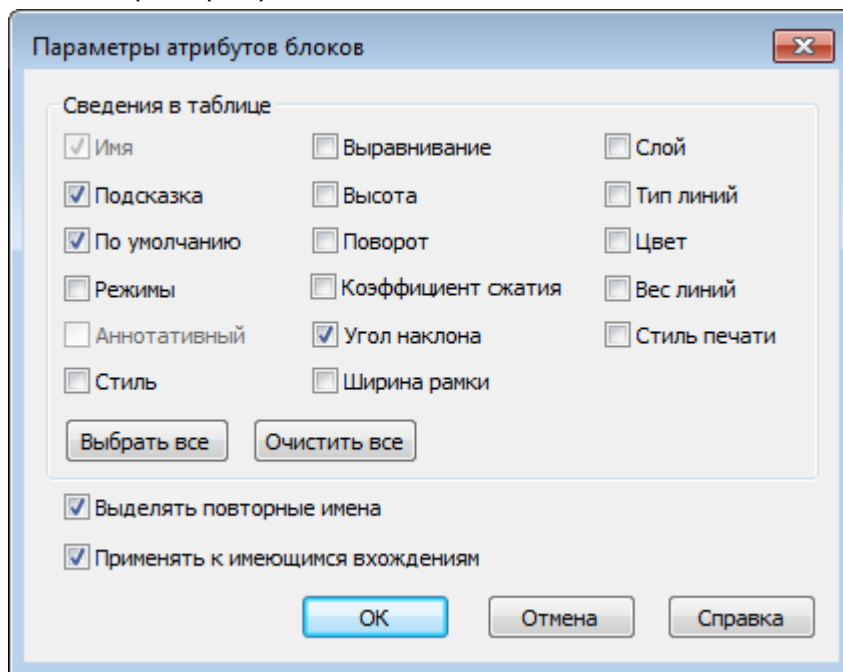 Параметры атрибутов блоков
Сведения в таблице
Имя
Выравнивание
Слой
Подсказка
Высота
Тип линий
По умолчанию
Поворот
Цвет
Режимы
Коэффициент сжатия
Вес линий
Аннотативный
Угол наклона
Стиль печати
Стиль
Ширина рамки
Выбрать все
Очистить все
Выделять повторные имена
Применять к имеющимся вхождениям
ОК
Отмена
Справка